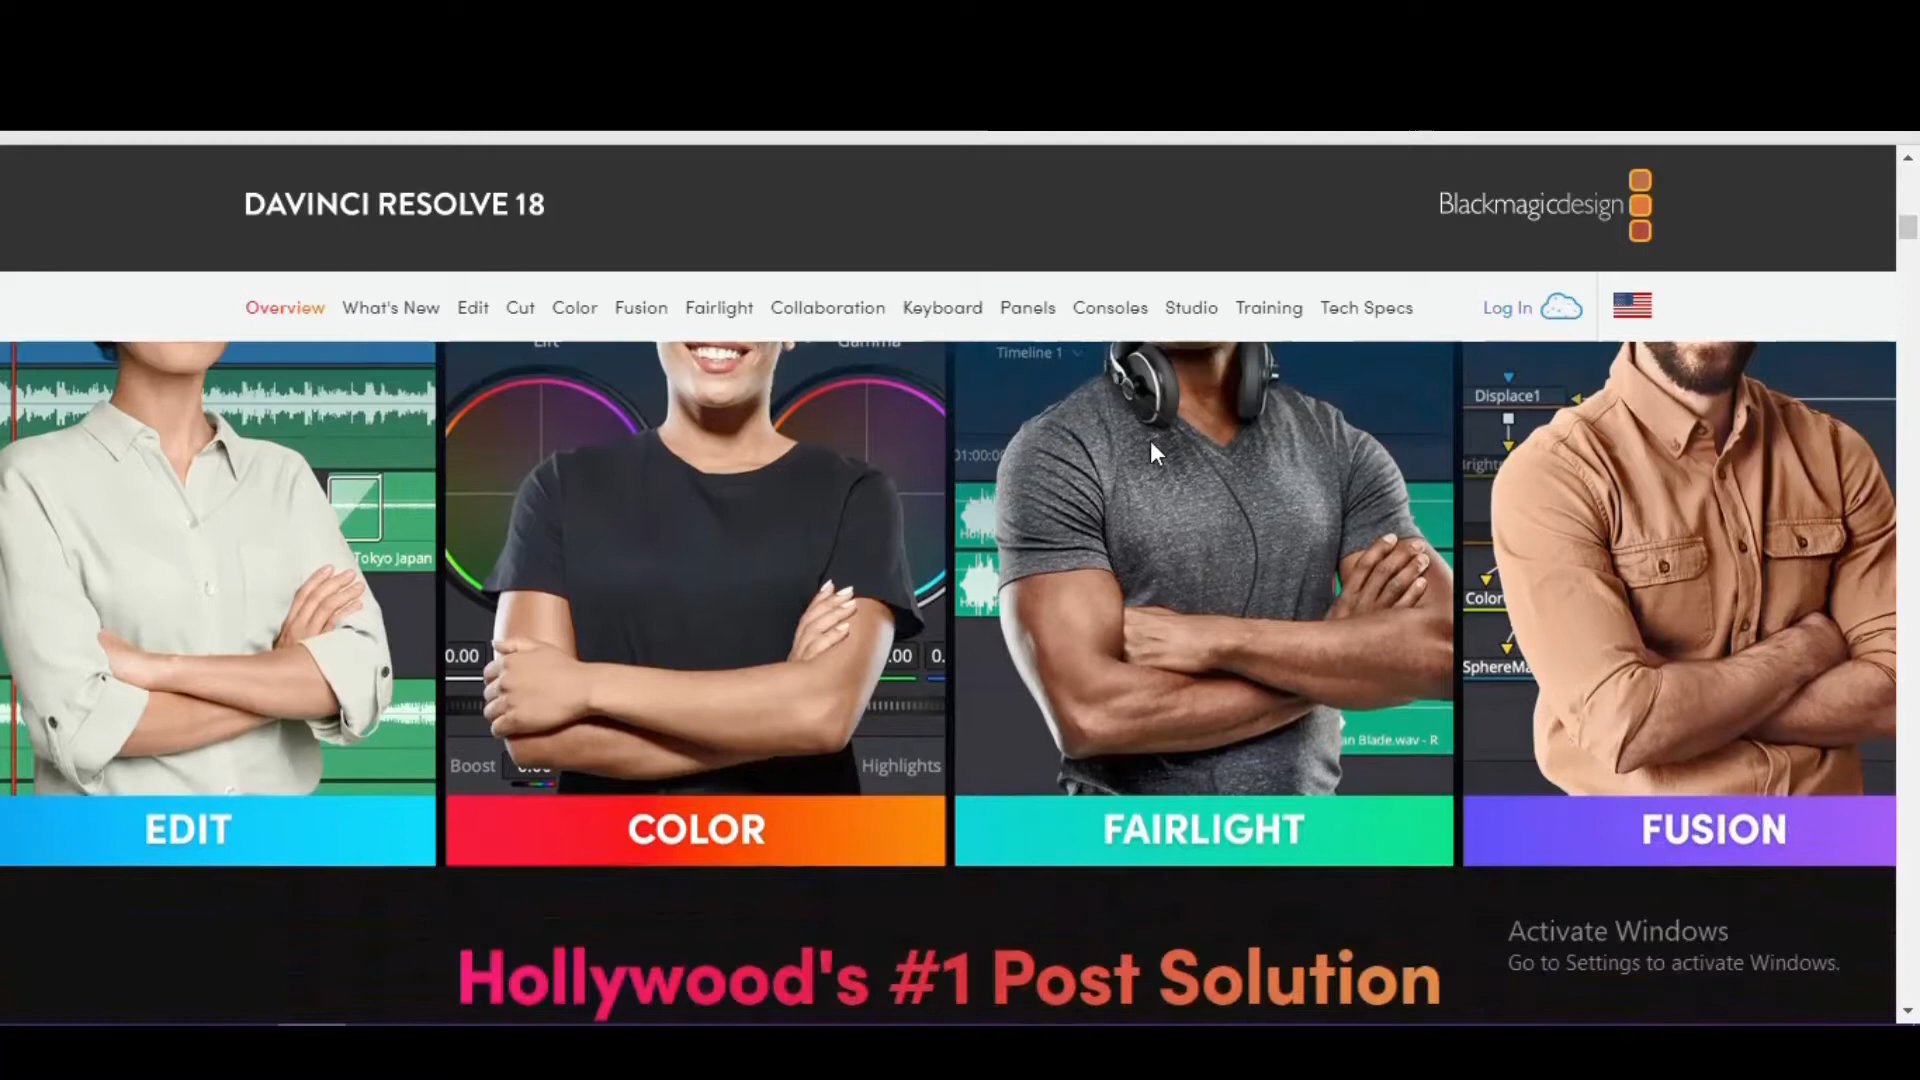 DAVINCI RESOLVE 18
Blackmagicdesign
Overview What's New Edit Cut Color Fusion Fairlight Collaboration Keyboard Panels Consoles Studio Training Tech Specs Log In
Timeline 1
Displace1
01:00:00
Tokyo Japan
Color
0.00
.00 0.
SphereMa
an Blade.wav - R
Boost 0.00
Highlights
EDIT
COLOR
FAIRLIGHT
FUSION
Hollywood's #1 Post Solution
Activate Windows
Go to Settings to activate Windows.